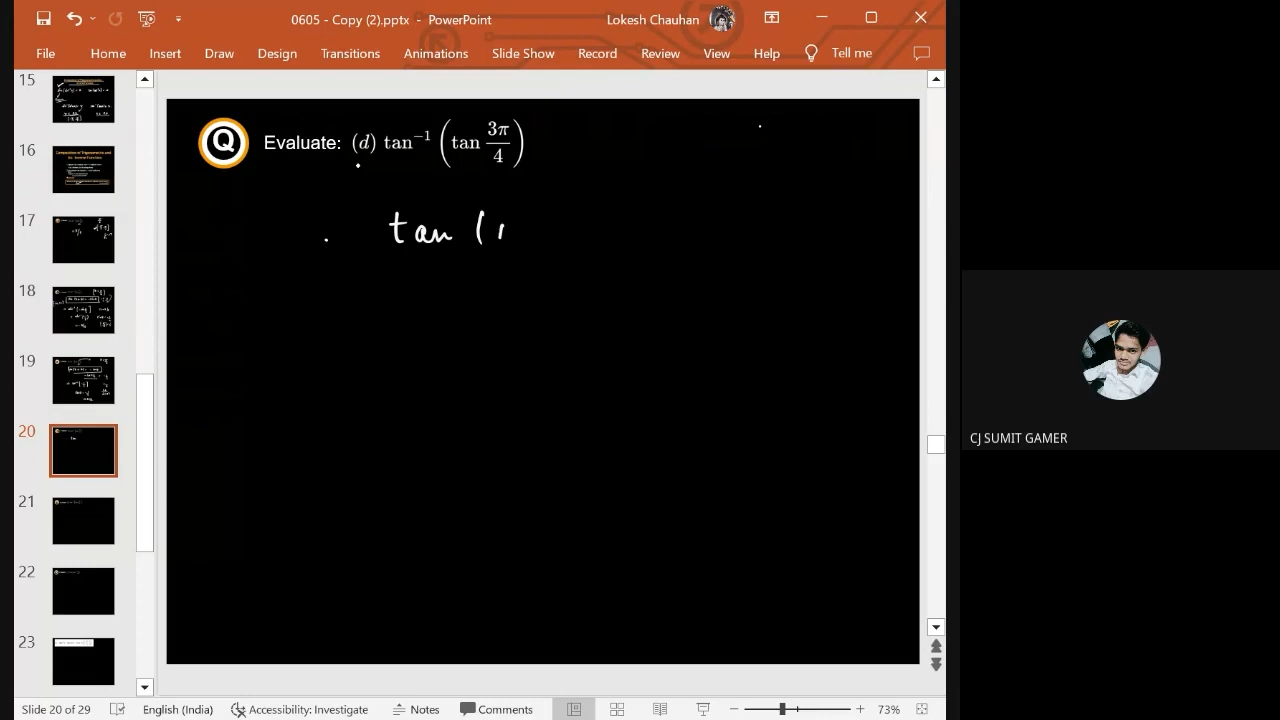 0605 - Copy (2).pptx - PowerPoint
Lokesh Chauhan
File Home Insert Draw Design Transitions Animations Slide Show Record Review View Help Tell me
15
16
17
18
19
20
21
22
23
Q Evaluate: (d) tan⁻¹ (tan 3π/4)
tan (
CJ SUMIT GAMER
Slide 20 of 29 English (India) Accessibility: Investigate Notes Comments 73%